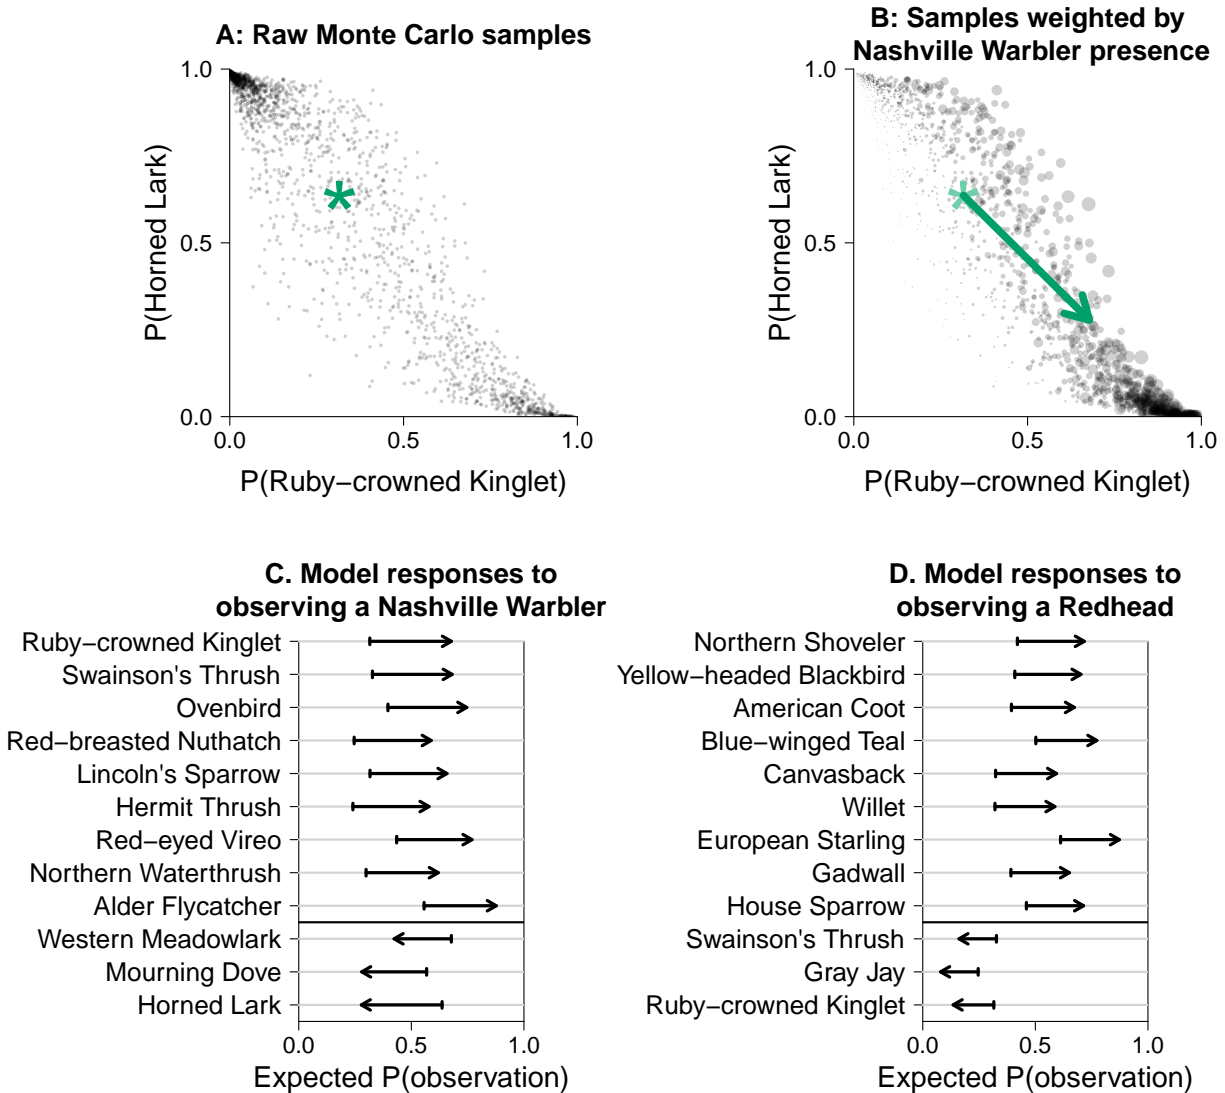 A: Raw Monte Carlo samples
1.0
0.5
0.0
P(Horned Lark)
0.0 0.5 1.0
P(Ruby−crowned Kinglet)
B: Samples weighted by
Nashville Warbler presence
1.0
0.5
0.0
P(Horned Lark)
0.0 0.5 1.0
P(Ruby−crowned Kinglet)
C. Model responses to
observing a Nashville Warbler
Ruby−crowned Kinglet
Swainson's Thrush
Ovenbird
Red−breasted Nuthatch
Lincoln's Sparrow
Hermit Thrush
Red−eyed Vireo
Northern Waterthrush
Alder Flycatcher
Western Meadowlark
Mourning Dove
Horned Lark
0.0 0.5 1.0
Expected P(observation)
D. Model responses to
observing a Redhead
Northern Shoveler
Yellow−headed Blackbird
American Coot
Blue−winged Teal
Canvasback
Willet
European Starling
Gadwall
House Sparrow
Swainson's Thrush
Gray Jay
Ruby−crowned Kinglet
0.0 0.5 1.0
Expected P(observation)